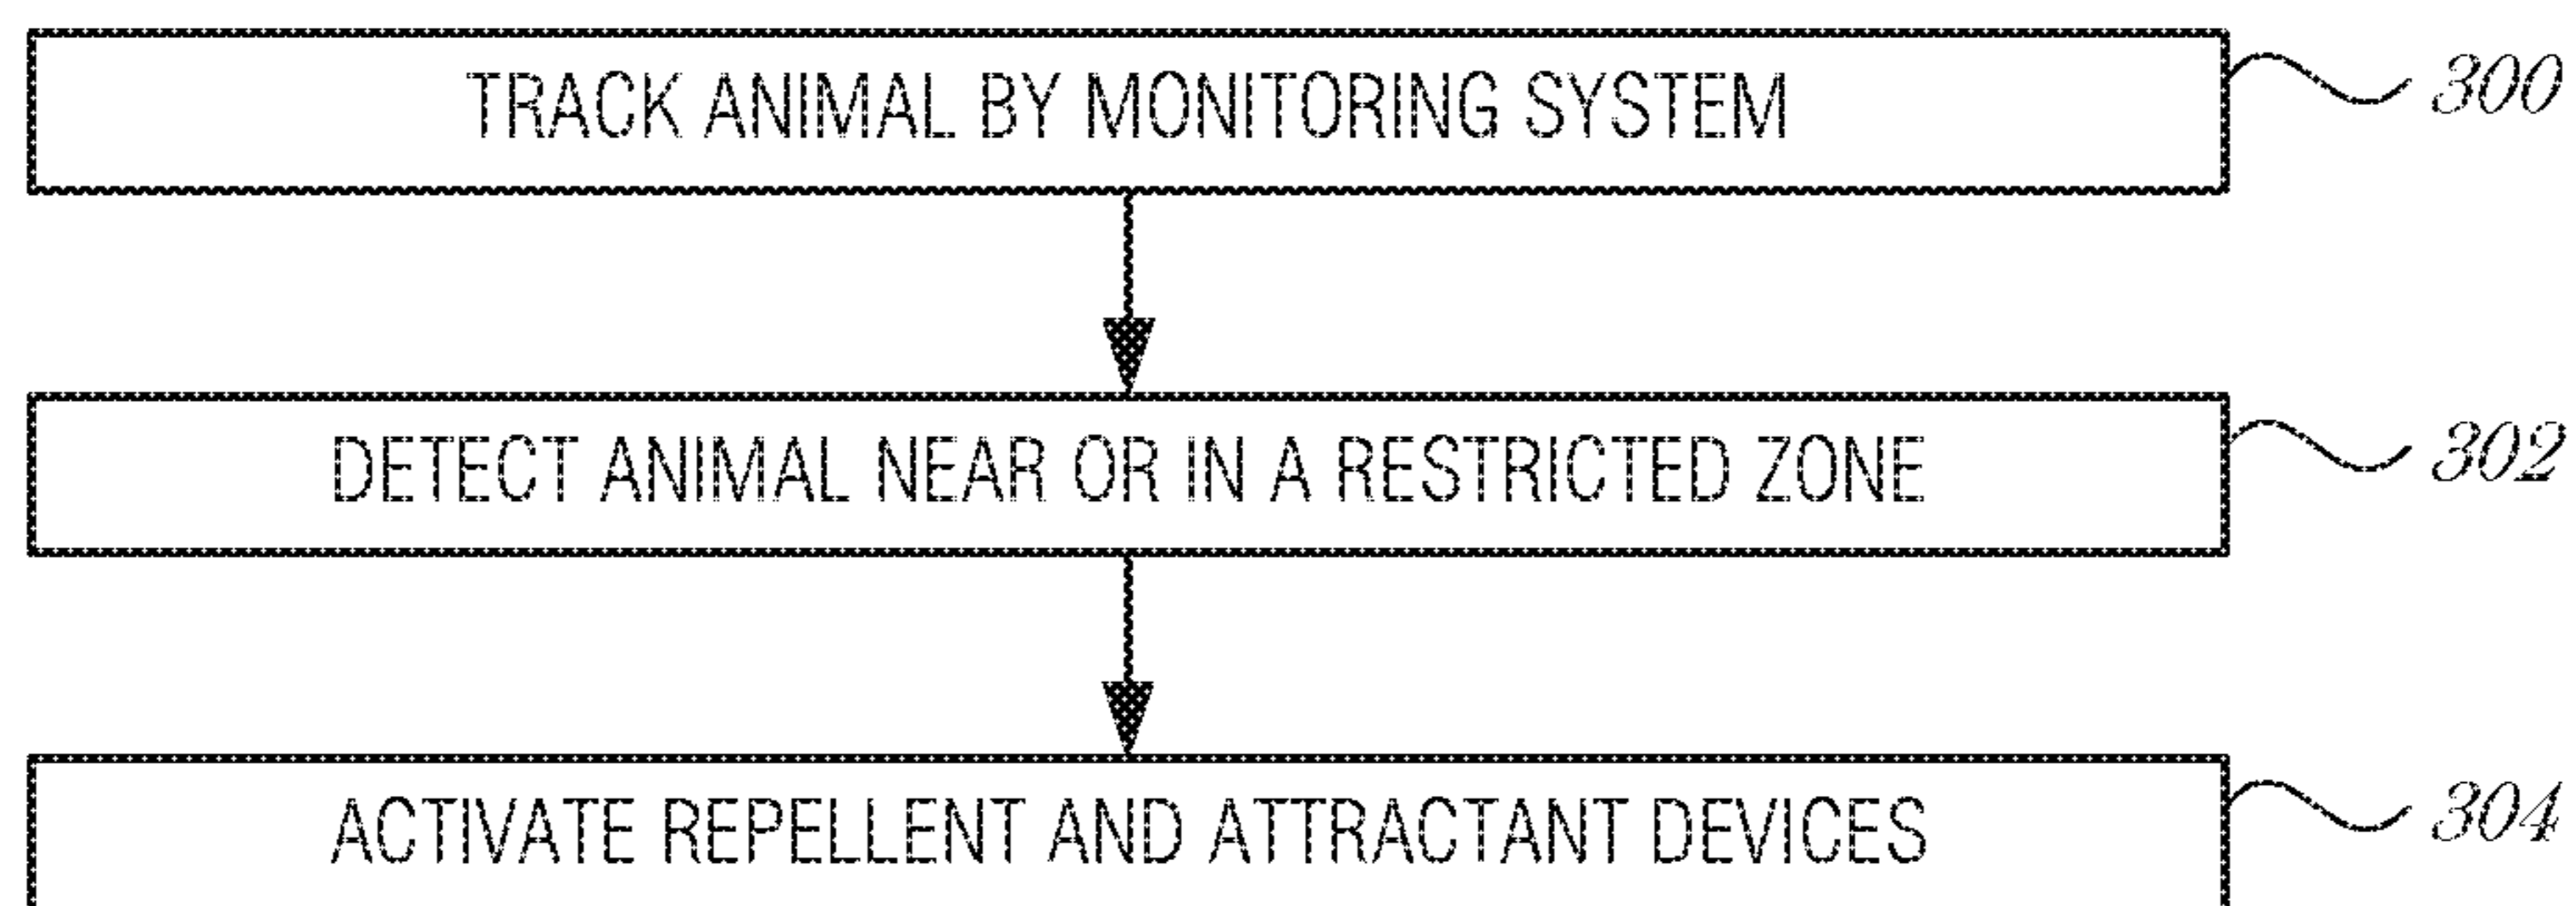 TRACK ANIMAL BY MONITORING SYSTEM 300
DETECT ANIMAL NEAR OR IN A RESTRICTED ZONE 302
ACTIVATE REPELLENT AND ATTRACTANT DEVICES 304